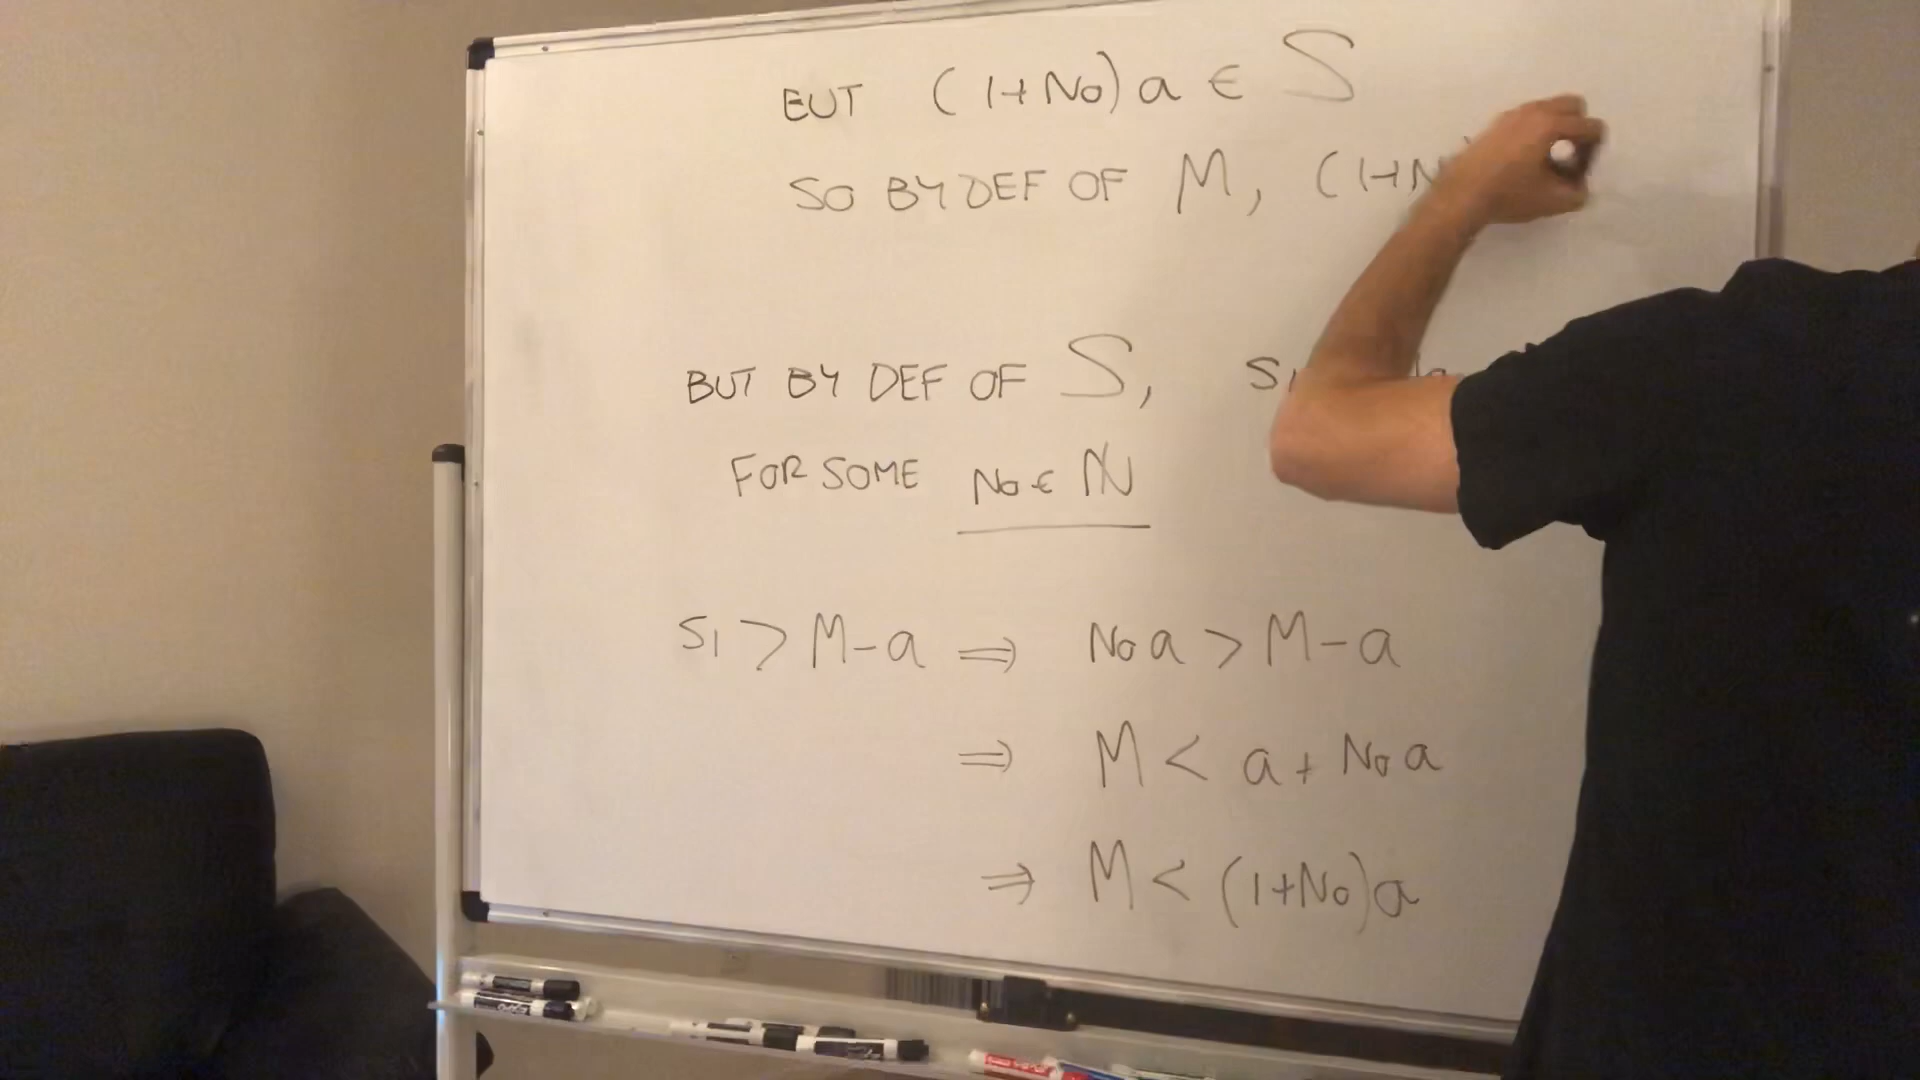 BUT (1+N₀)a ∈ S
SO BY DEF OF M, (1+N
BUT BY DEF OF S, S₁
FOR SOME N₀ ∈ ℕ
S₁ > M-a ⇒ N₀a > M-a
⇒ M < a + N₀a
⇒ M < (1+N₀)a